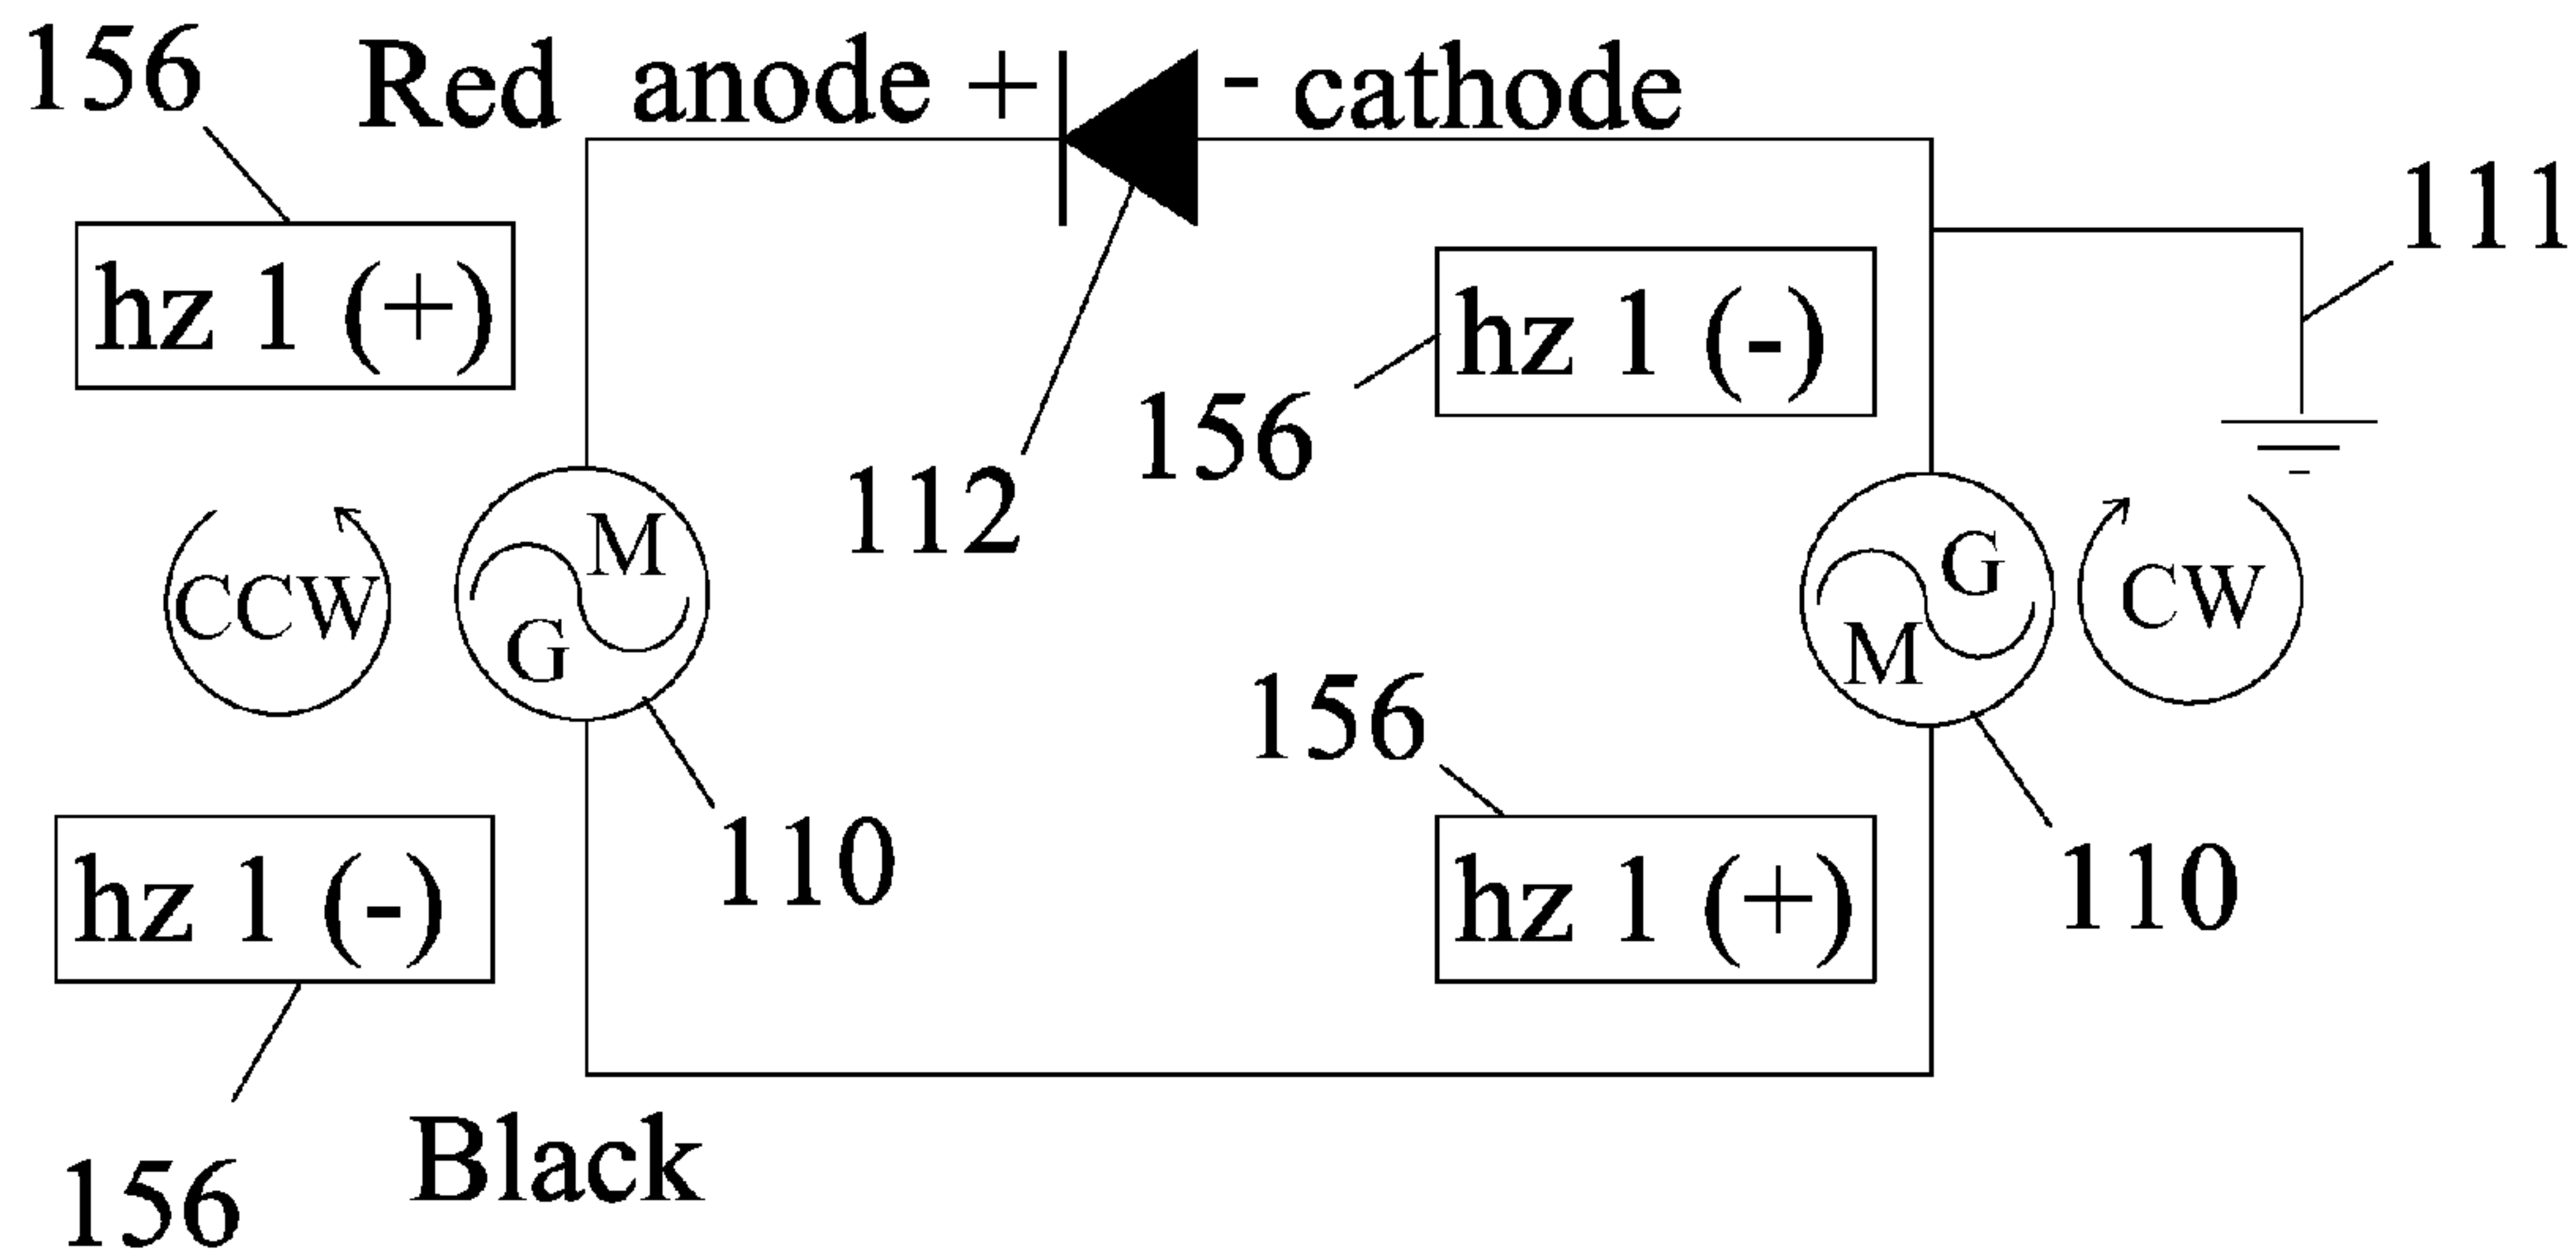 156 Red anode + - cathode
111
hz 1 (+)
hz 1 (-)
156
112
M
G
CCW
G
M
CW
156
110
hz 1 (-)
hz 1 (+)
110
Black
156